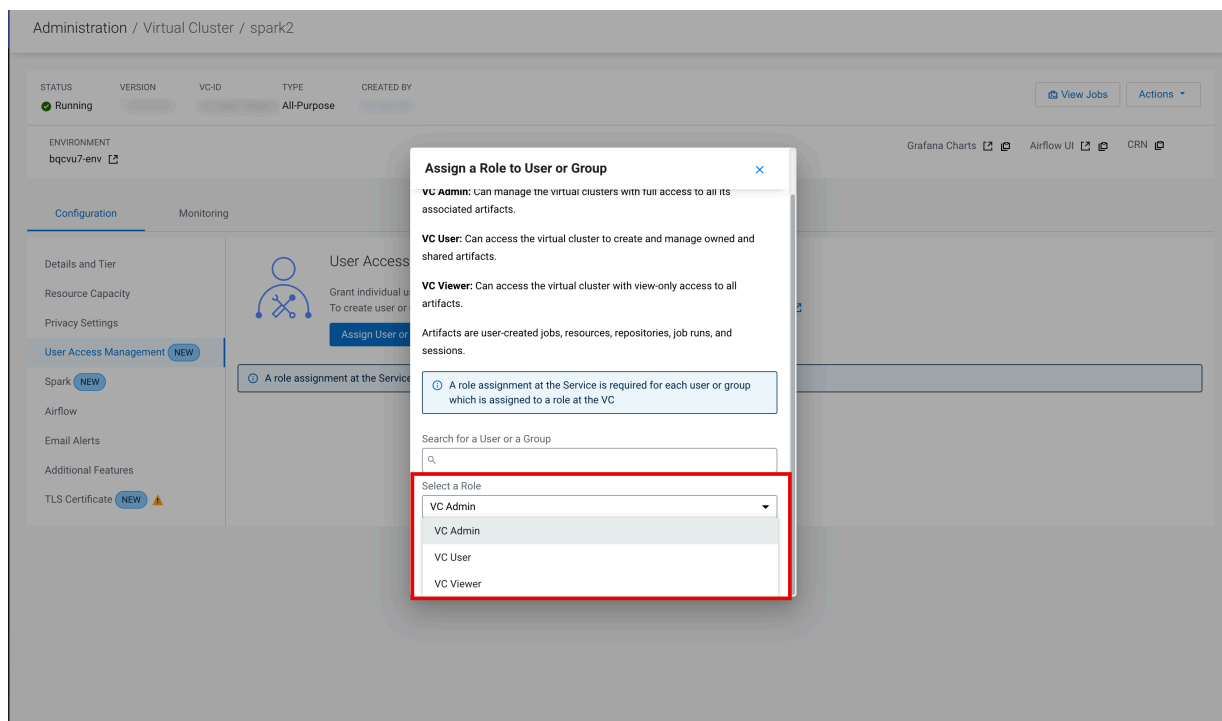 Administration / Virtual Cluster / spark2
STATUS VERSION VC-ID TYPE CREATED BY
Running All-Purpose
View Jobs Actions
ENVIRONMENT
bqcvu7-env
Grafana Charts Airflow UI CRN
Configuration Monitoring
Details and Tier
Resource Capacity
Privacy Settings
User Access Management NEW
Spark NEW
Airflow
Email Alerts
Additional Features
TLS Certificate NEW
User Access
Grant individual
To create user or
Assign User or
A role assignment at the Service
Assign a Role to User or Group
VC Admin: Can manage the virtual clusters with full access to all its
associated artifacts.
VC User: Can access the virtual cluster to create and manage owned and
shared artifacts.
VC Viewer: Can access the virtual cluster with view-only access to all
artifacts.
Artifacts are user-created jobs, resources, repositories, job runs, and
sessions.
A role assignment at the Service is required for each user or group
which is assigned to a role at the VC
Search for a User or a Group
Select a Role
VC Admin
VC Admin
VC User
VC Viewer